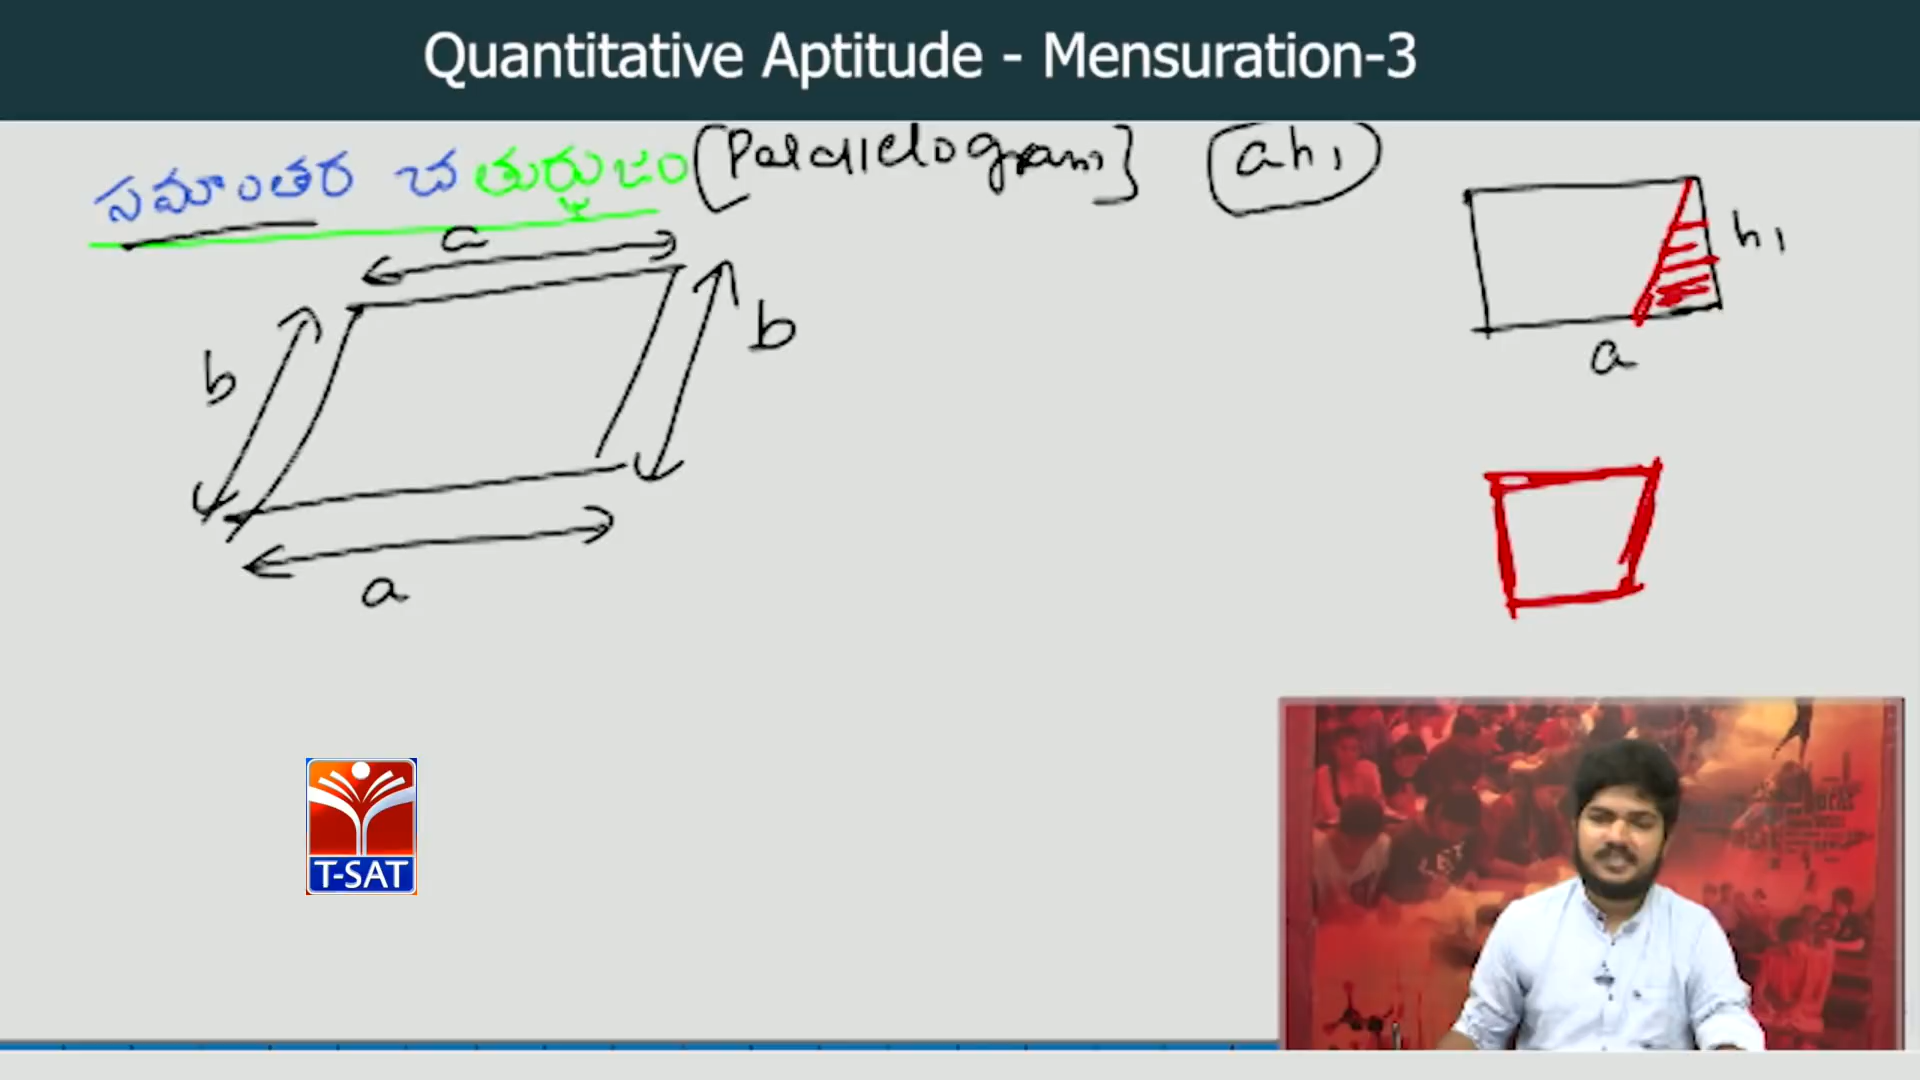 Quantitative Aptitude - Mensuration-3
సమాంతర చతుర్భుజం (Parallelogram) ah₁
a
h₁
b
b
a
a
T-SAT